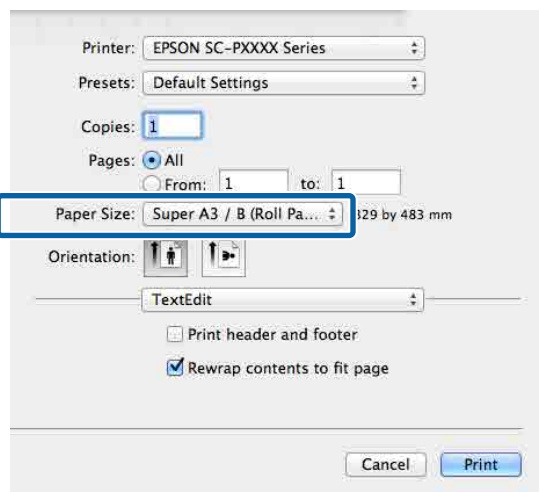 Printer: EPSON SC-PXXXX Series
Presets: Default Settings
Copies: 1
Pages: All
From: 1 to: 1
Paper Size: Super A3 / B (Roll Pa... 329 by 483 mm
Orientation:
TextEdit
Print header and footer
Rewrap contents to fit page
Cancel Print